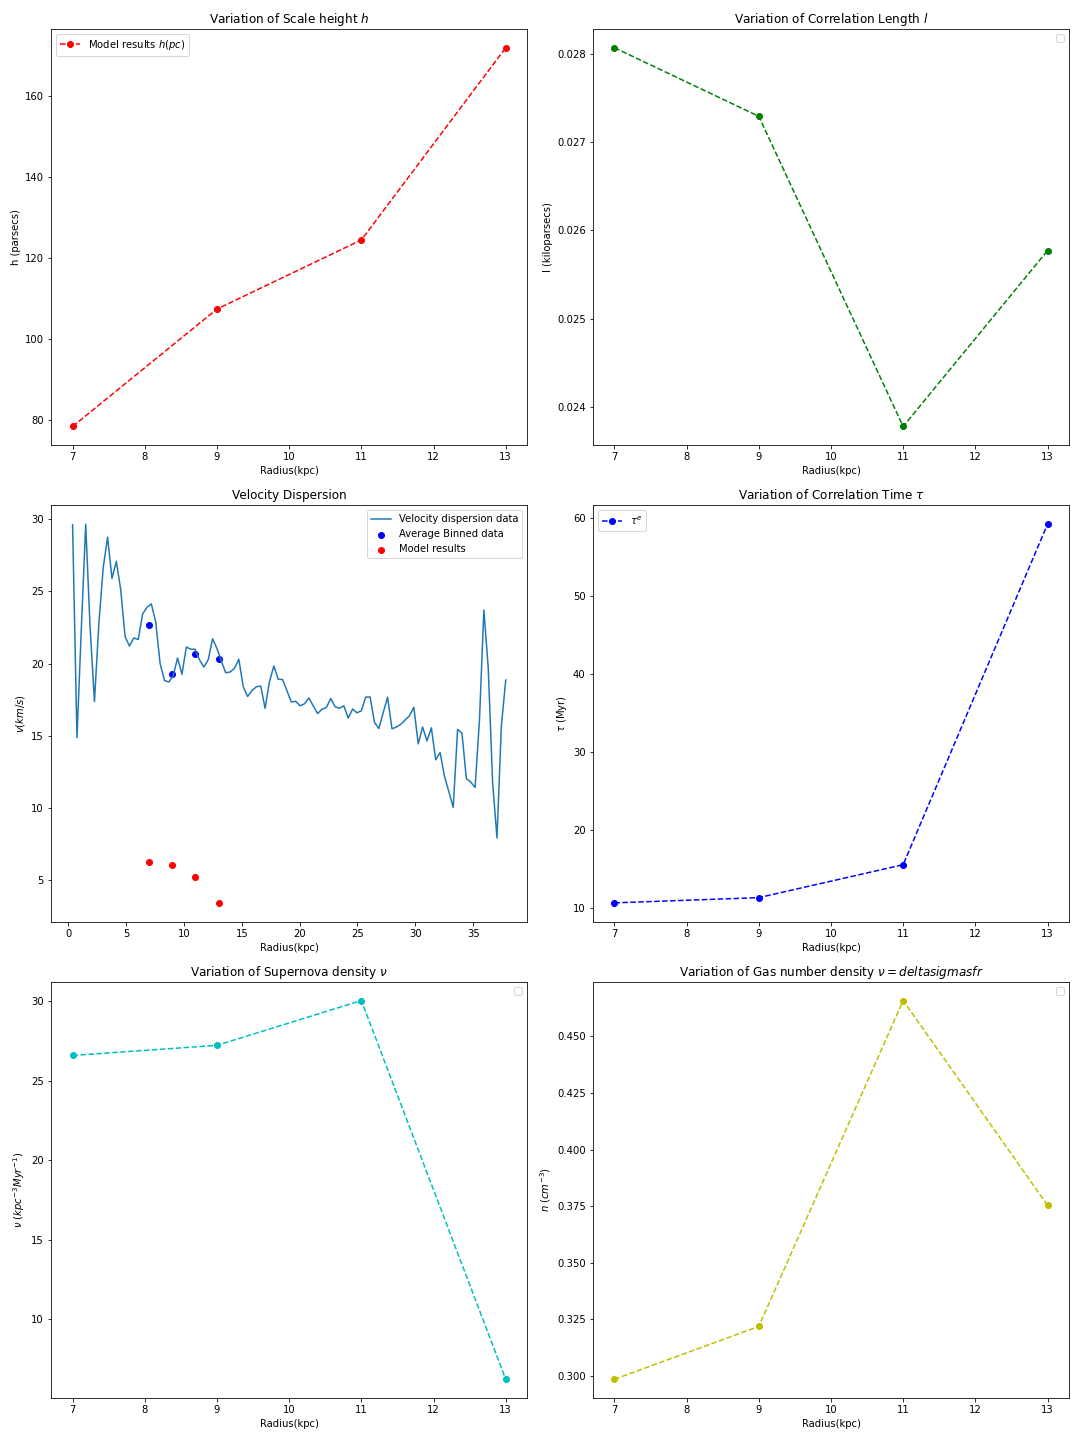 Variation of Scale height h
Model results h(pc)
h (parsecs)
160
140
120
100
80
7 8 9 10 11 12 13
Radius(kpc)
Variation of Correlation Length l
l (kiloparsecs)
0.028
0.027
0.026
0.025
0.024
7 8 9 10 11 12 13
Radius(kpc)
Velocity Dispersion
Velocity dispersion data
Average Binned data
Model results
v(km/s)
30
25
20
15
10
5
0 5 10 15 20 25 30 35
Radius(kpc)
Variation of Correlation Time τ
τᵉ
τ (Myr)
60
50
40
30
20
10
7 8 9 10 11 12 13
Radius(kpc)
Variation of Supernova density ν
ν (kpc⁻³Myr⁻¹)
30
25
20
15
10
7 8 9 10 11 12 13
Radius(kpc)
Variation of Gas number density ν = deltasigmasfr
n (cm⁻³)
0.450
0.425
0.400
0.375
0.350
0.325
0.300
7 8 9 10 11 12 13
Radius(kpc)